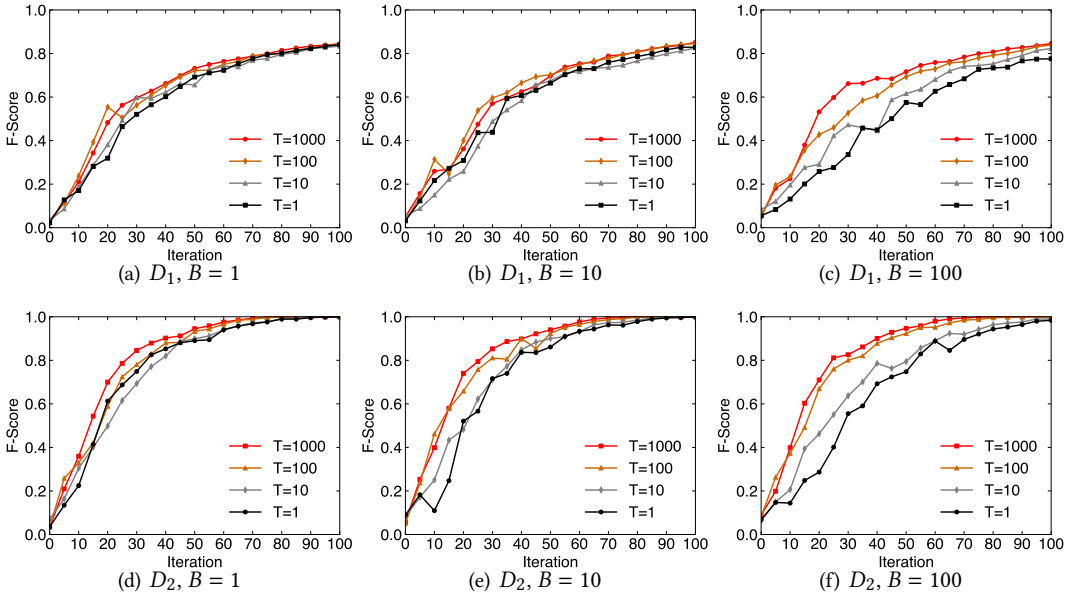 F-Score
1.0
0.8
0.6
0.4
0.2
0.0
T=1000
T=100
T=10
T=1
0 10 20 30 40 50 60 70 80 90 100
Iteration
(a) D₁, B = 1
F-Score
1.0
0.8
0.6
0.4
0.2
0.0
T=1000
T=100
T=10
T=1
0 10 20 30 40 50 60 70 80 90 100
Iteration
(b) D₁, B = 10
F-Score
1.0
0.8
0.6
0.4
0.2
0.0
T=1000
T=100
T=10
T=1
0 10 20 30 40 50 60 70 80 90 100
Iteration
(c) D₁, B = 100
F-Score
1.0
0.8
0.6
0.4
0.2
0.0
T=1000
T=100
T=10
T=1
0 10 20 30 40 50 60 70 80 90 100
Iteration
(d) D₂, B = 1
F-Score
1.0
0.8
0.6
0.4
0.2
0.0
T=1000
T=100
T=10
T=1
0 10 20 30 40 50 60 70 80 90 100
Iteration
(e) D₂, B = 10
F-Score
1.0
0.8
0.6
0.4
0.2
0.0
T=1000
T=100
T=10
T=1
0 10 20 30 40 50 60 70 80 90 100
Iteration
(f) D₂, B = 100